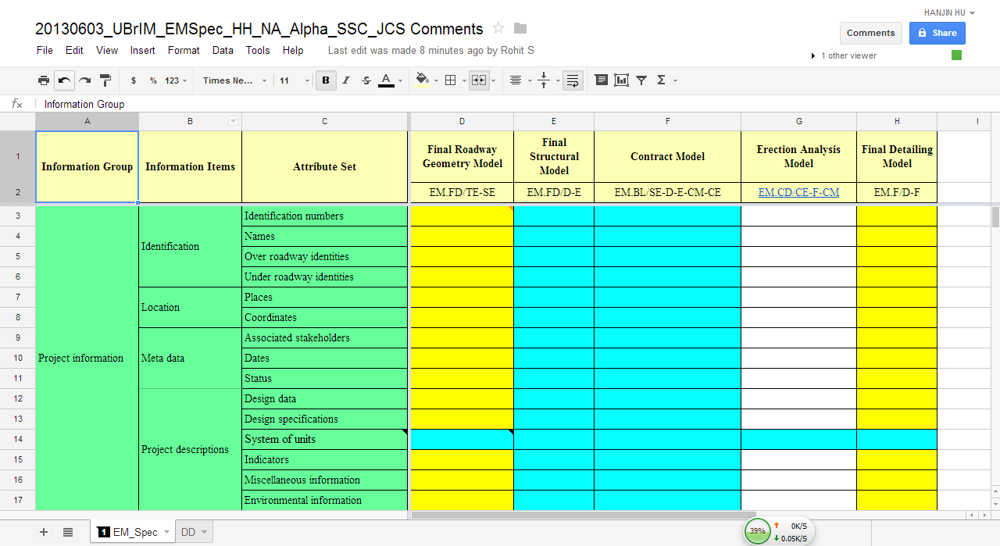 HANJIN HU
20130603_UBrIM_EMSpec_HH_NA_Alpha_SSC_JCS Comments
Comments
Share
File Edit View Insert Format Data Tools Help Last edit was made 8 minutes ago by Rohit S
1 other viewer
$ % 123 Times Ne... 11 B I S A Σ
fx Information Group
A B C D E F G H I
1 Information Group Information Items Attribute Set Final Roadway Geometry Model Final Structural Model Contract Model Erection Analysis Model Final Detailing Model
2 EM.FD/TE-SE EM.FD/D-E EM.BL/SE-D-E-CM-CE EM.CD/CE-F-CM EM.F/D-F
3 Identification numbers
4 Names
5 Identification Over roadway identities
6 Under roadway identities
7 Location Places
8 Coordinates
9 Associated stakeholders
10 Project information Meta data Dates
11 Status
12 Design data
13 Design specifications
14 System of units
15 Project descriptions Indicators
16 Miscellaneous information
17 Environmental information
1 EM_Spec DD
39% 0K/S
0.05K/S